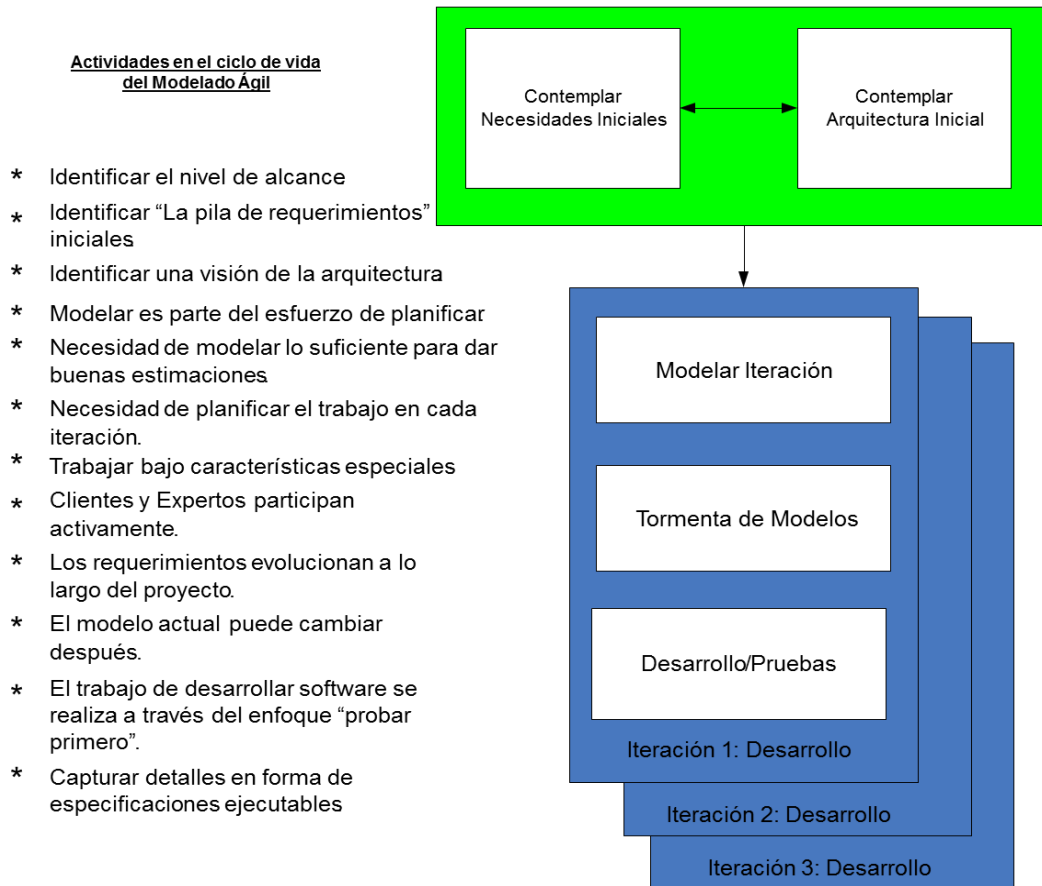 Actividades en el ciclo de vida
del Modelado Ágil
* Identificar el nivel de alcance.
* Identificar “La pila de requerimientos”
iniciales.
* Identificar una visión de la arquitectura
* Modelar es parte del esfuerzo de planificar.
* Necesidad de modelar lo suficiente para dar
buenas estimaciones.
* Necesidad de planificar el trabajo en cada
iteración.
* Trabajar bajo características especiales
* Clientes y Expertos participan
activamente.
* Los requerimientos evolucionan a lo
largo del proyecto.
* El modelo actual puede cambiar
después.
* El trabajo de desarrollar software se
realiza a través del enfoque “probar
primero”.
* Capturar detalles en forma de
especificaciones ejecutables
Contemplar
Necesidades Iniciales
Contemplar
Arquitectura Inicial
Modelar Iteración
Tormenta de Modelos
Desarrollo/Pruebas
Iteración 1: Desarrollo
Iteración 2: Desarrollo
Iteración 3: Desarrollo